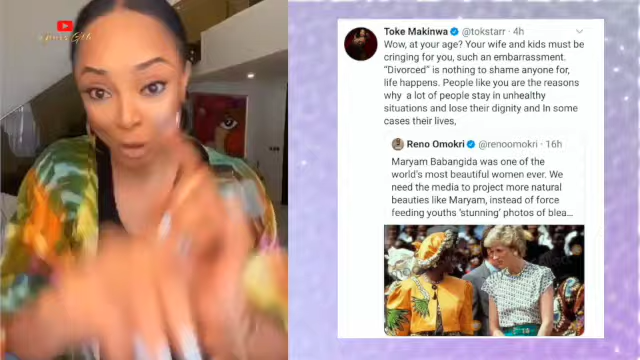 Toke Makinwa @tokstarr · 4h
Wow, at your age? Your wife and kids must be
cringing for you, such an embarrassment.
“Divorced” is nothing to shame anyone for,
life happens. People like you are the reasons
why a lot of people stay in unhealthy
situations and lose their dignity and In some
cases their lives,
Reno Omokri @renoomokri · 16h
Maryam Babangida was one of the
world's most beautiful women ever. We
need the media to project more natural
beauties like Maryam, instead of force
feeding youths 'stunning' photos of blea...